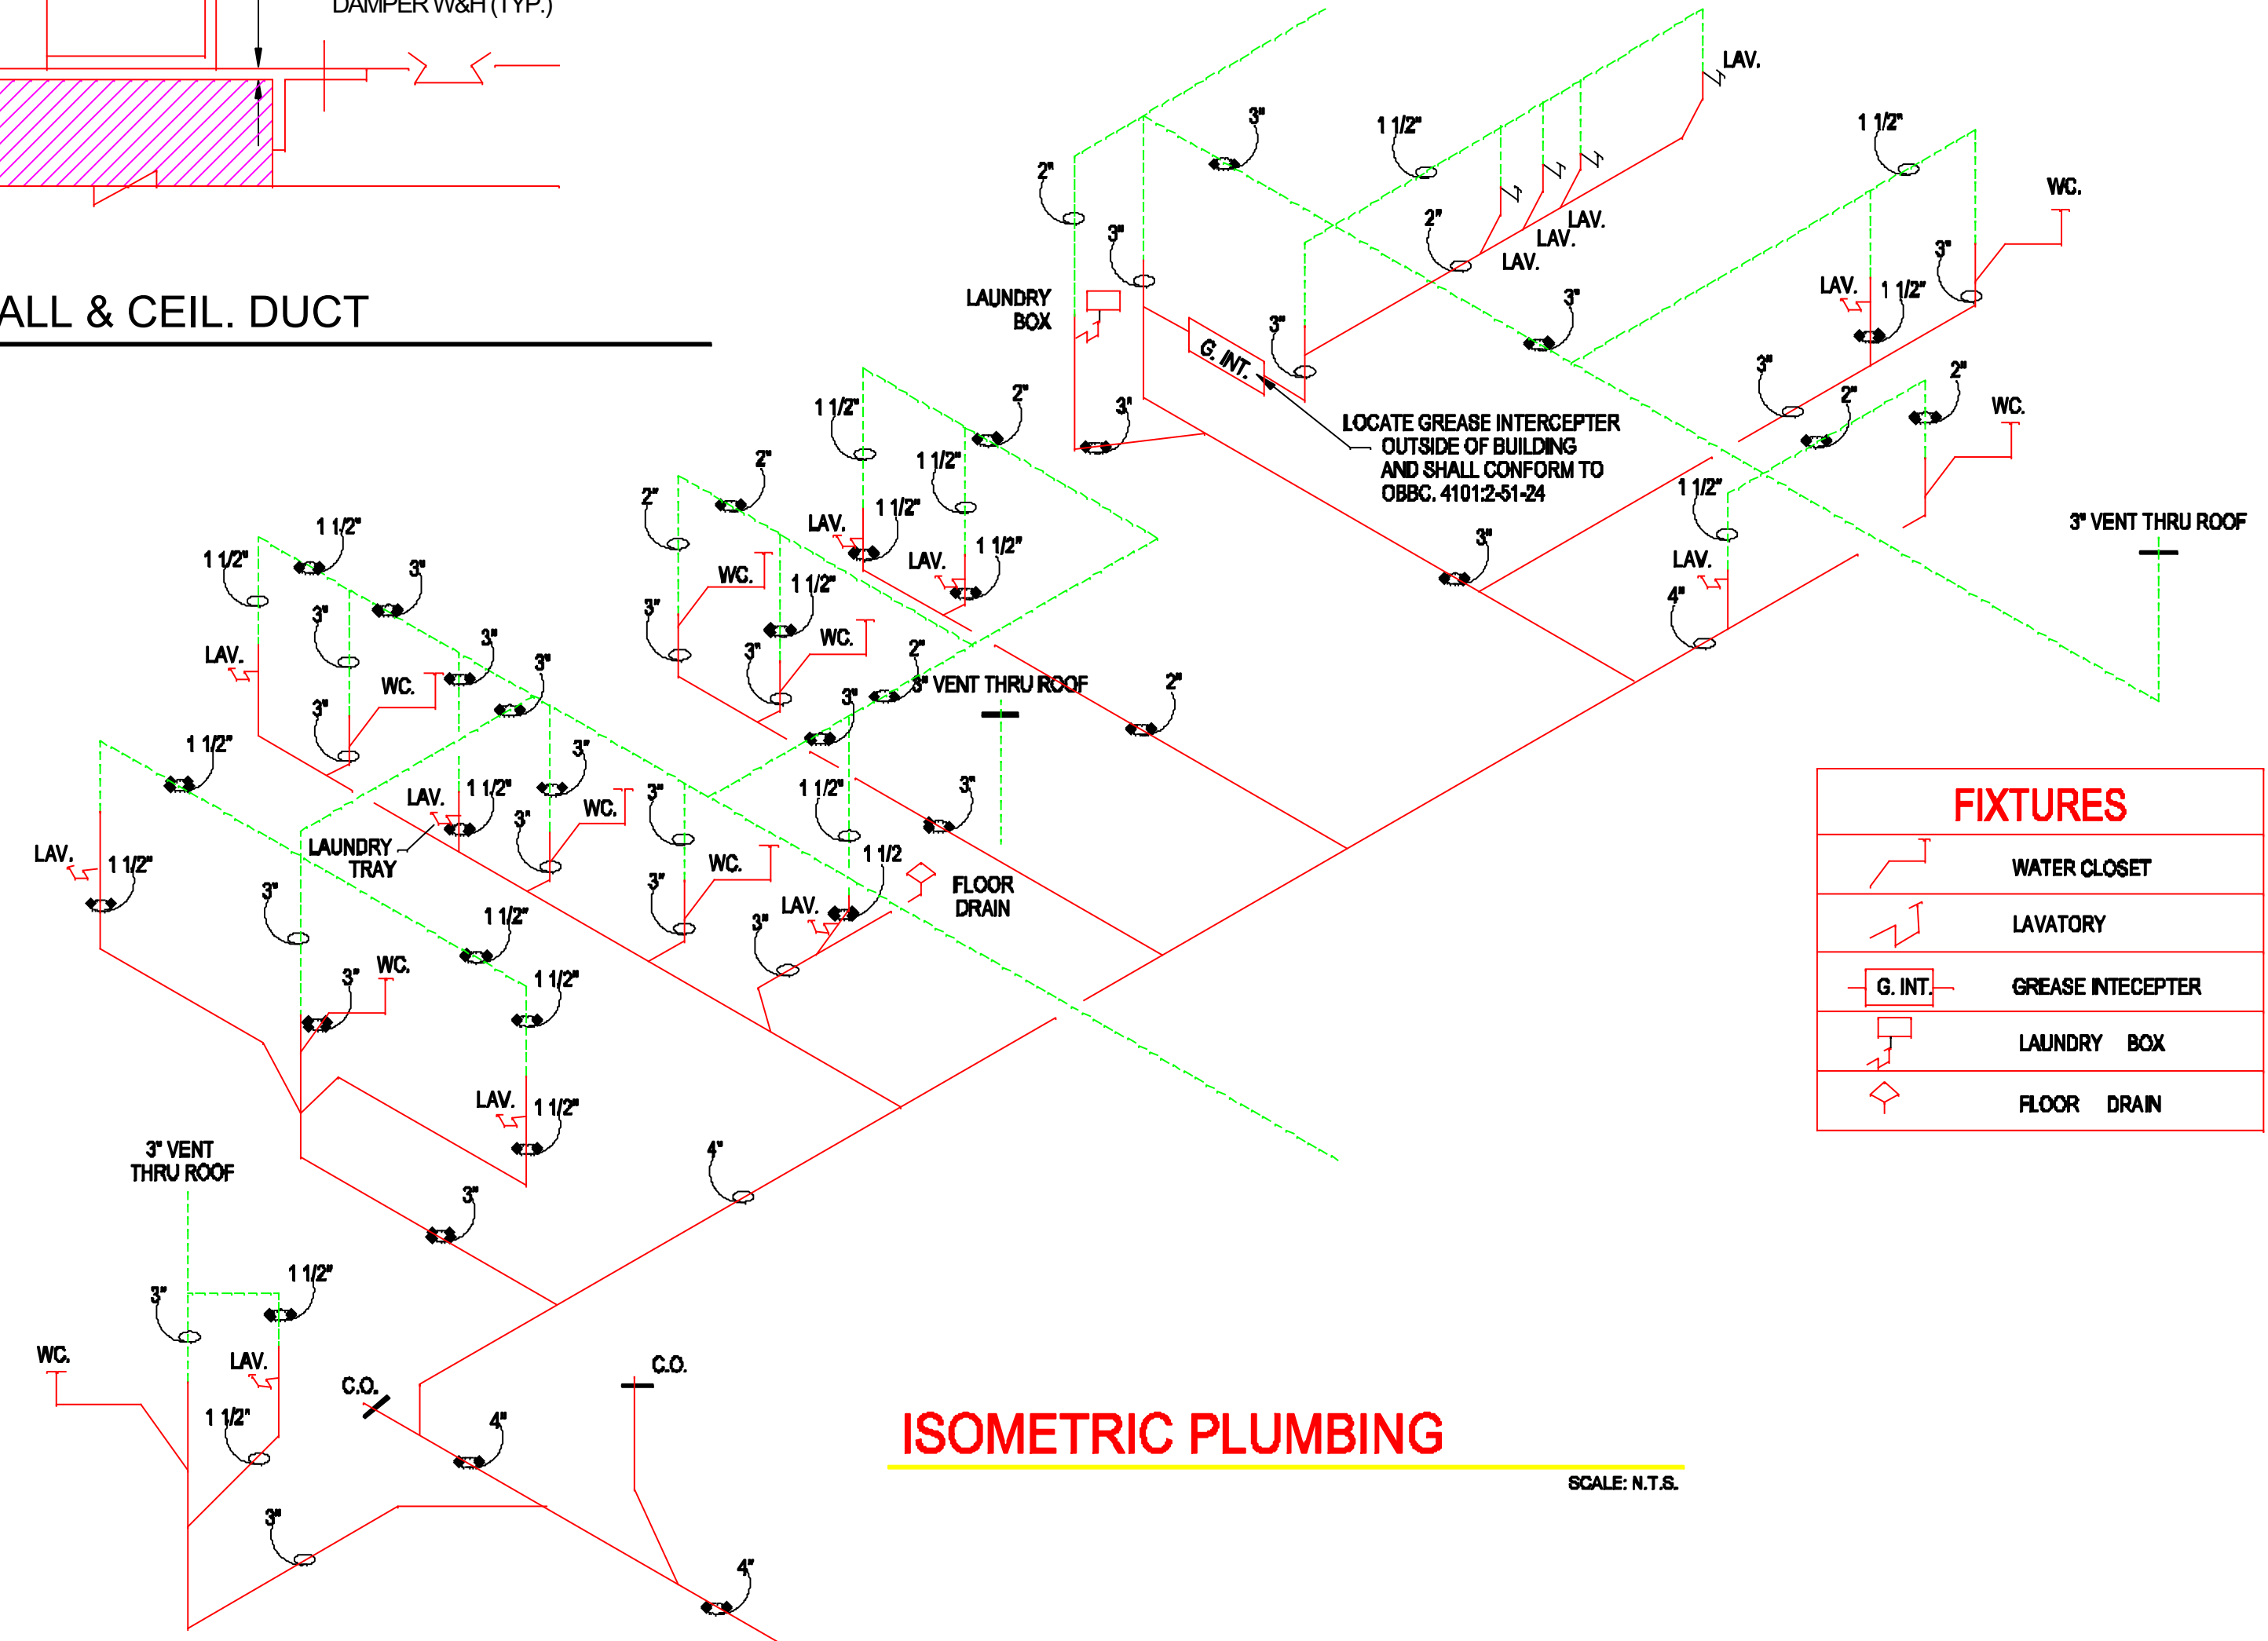 DAMPER W&H (TYP.)
ALL & CEIL. DUCT
LAV.
3"
1 1/2"
1 1/2"
2"
WC.
2"
LAV.
LAV.
LAV.
3"
3"
LAUNDRY
BOX
LAV.
1 1/2"
3"
3"
G. INT.
3"
3"
2"
2"
1 1/2"
2"
3"
WC.
LOCATE GREASE INTERCEPTER
OUTSIDE OF BUILDING
AND SHALL CONFORM TO
OBBC. 4101:2-51-24
1 1/2"
2"
2"
1 1/2"
LAV.
1 1/2"
3" VENT THRU ROOF
1 1/2"
1 1/2"
3"
LAV.
1 1/2"
3"
LAV.
WC.
1 1/2"
4"
3"
3"
WC.
3"
LAV.
3"
WC.
3"
2"
3" VENT THRU ROOF
2"
3"
3"
1 1/2"
3"
LAV.
1 1/2"
3"
WC.
3"
1 1/2"
3"
FIXTURES
LAUNDRY
TRAY
3"
LAV.
1 1/2"
WC.
1 1/2
WATER CLOSET
3"
3"
FLOOR
DRAIN
1 1/2"
LAV.
3"
LAVATORY
3"
WC.
1 1/2"
G. INT.
GREASE INTECEPTER
LAUNDRY BOX
LAV.
1 1/2"
FLOOR DRAIN
3" VENT
THRU ROOF
4"
3"
1 1/2"
3"
WC.
LAV.
C.O.
C.O.
1 1/2"
4"
ISOMETRIC PLUMBING
SCALE: N.T.S.
3"
4"